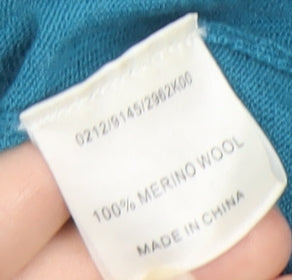 0212/9145/2962K00
100% MERINO WOOL
MADE IN CHINA